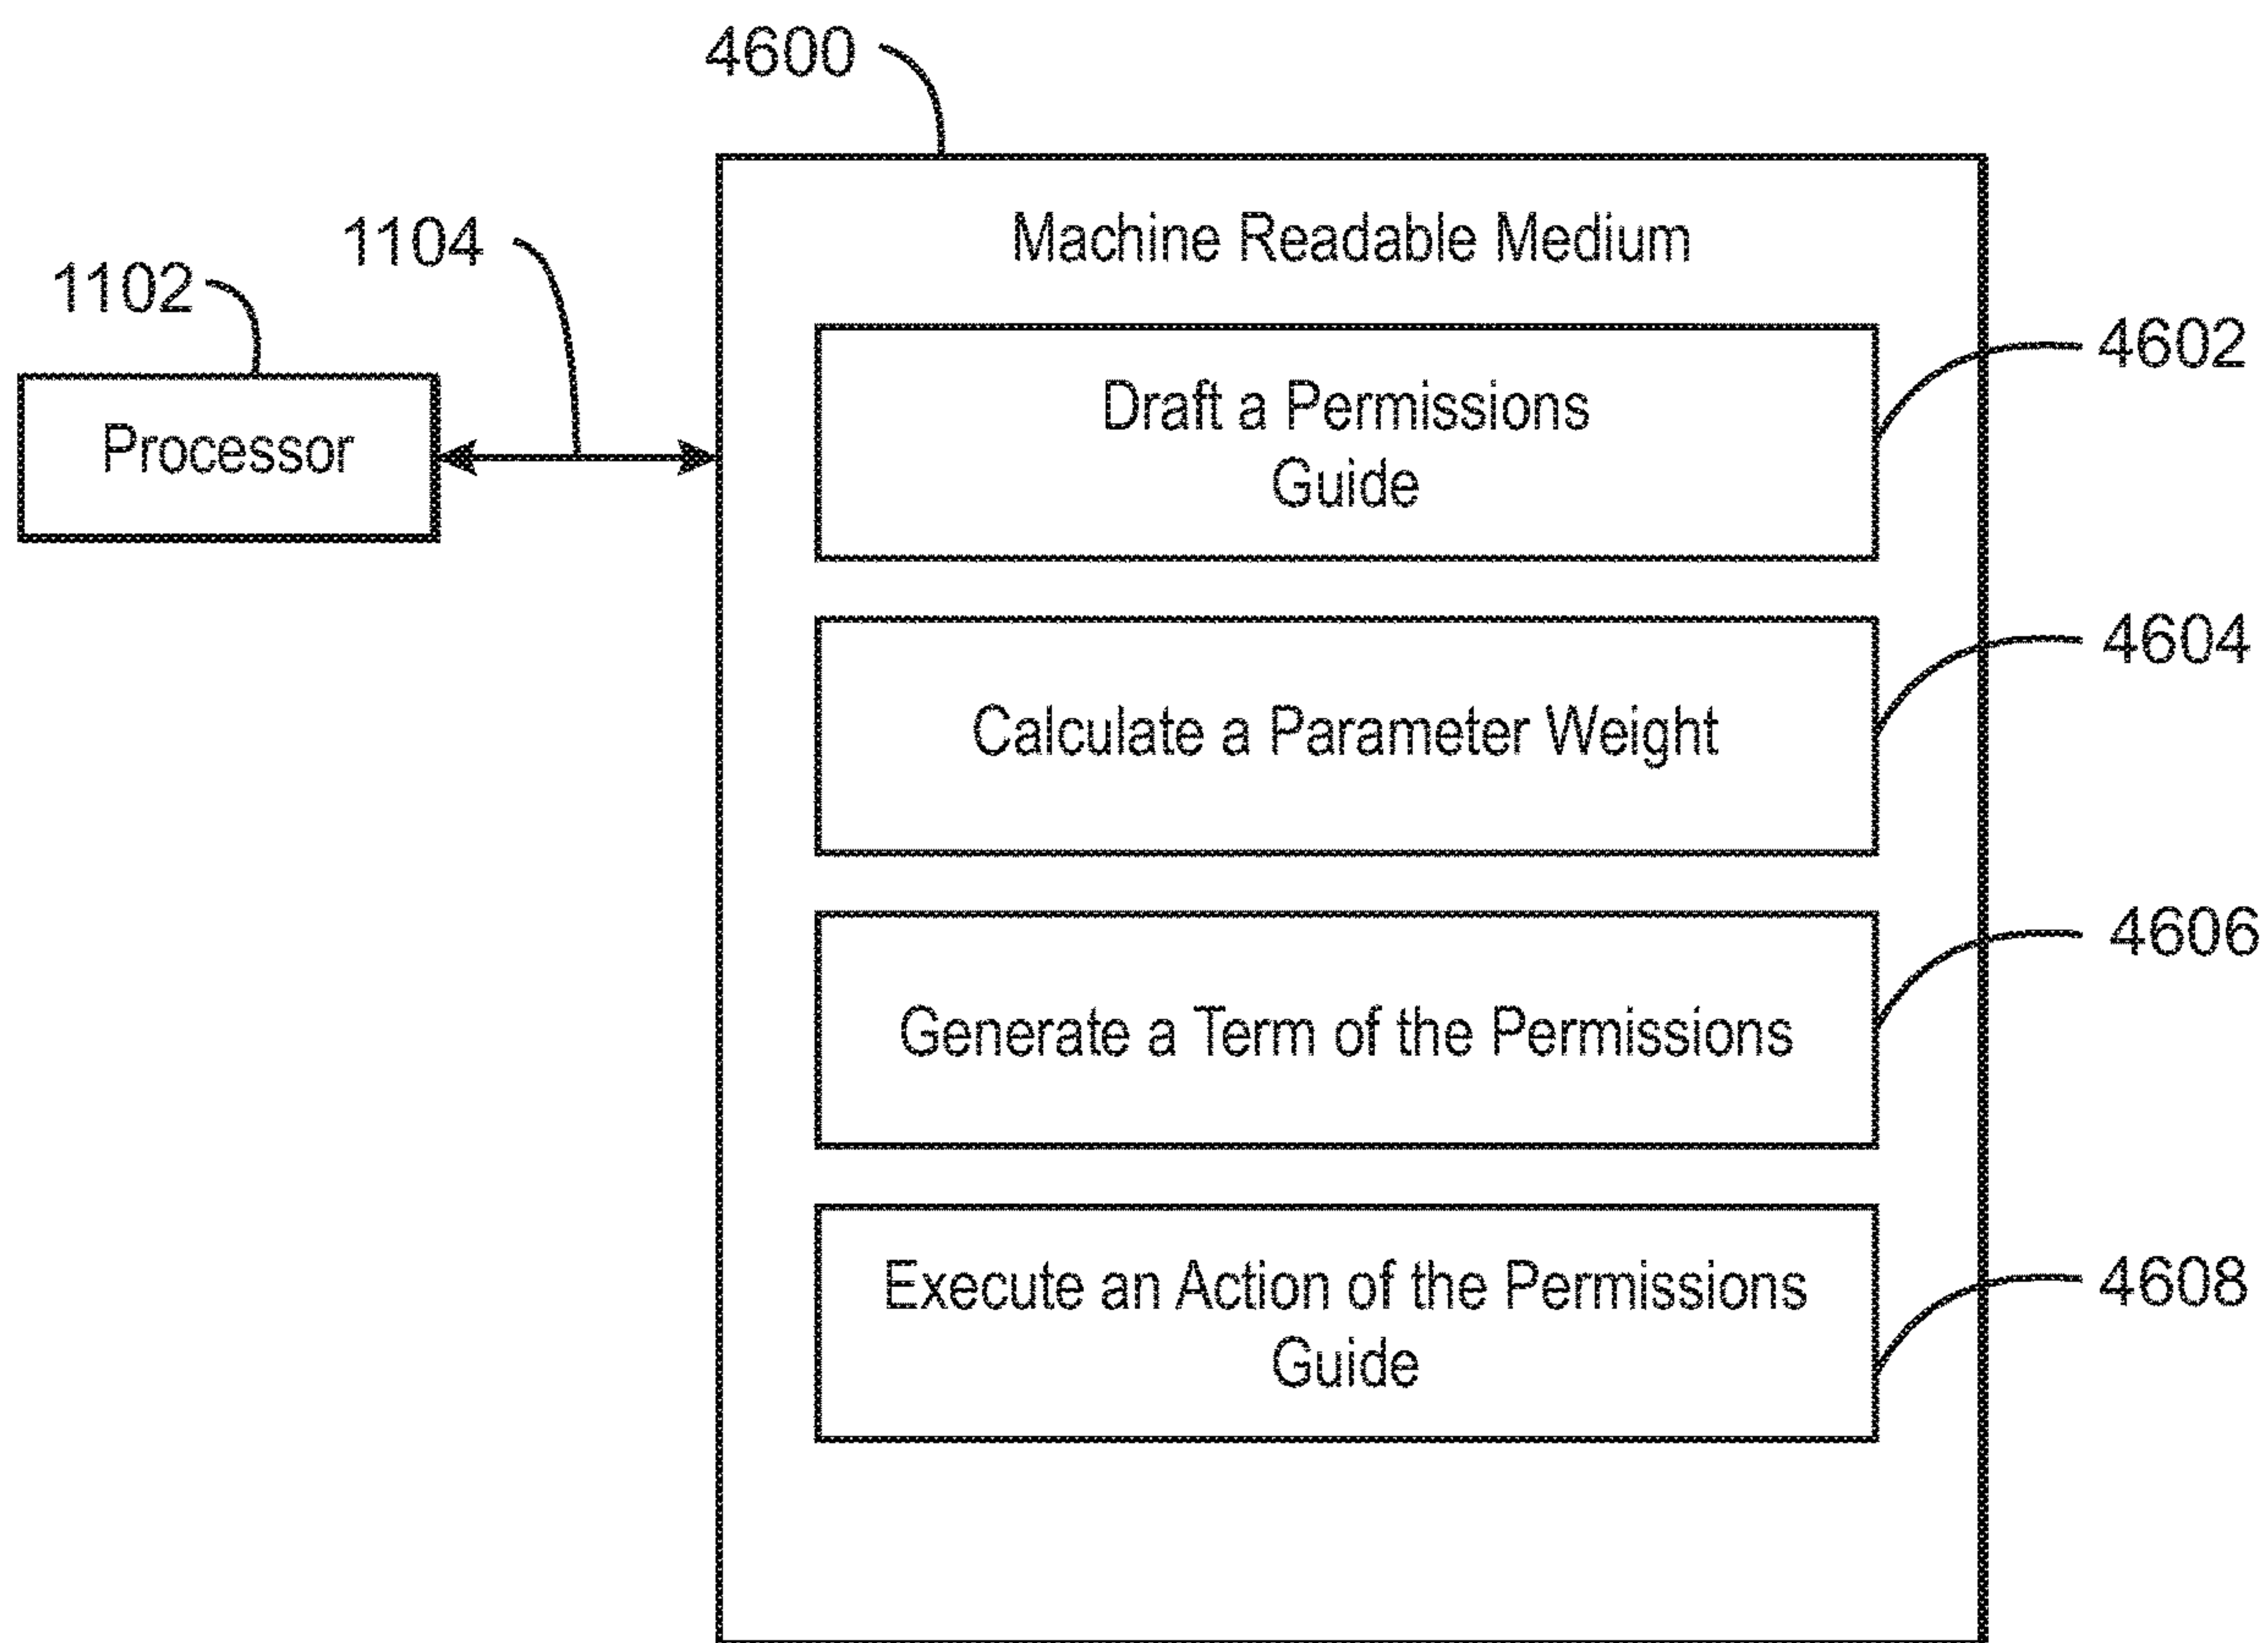 4600
1104
Machine Readable Medium
1102
4602
Processor
Draft a Permissions
Guide
4604
Calculate a Parameter Weight
4606
Generate a Term of the Permissions
4608
Execute an Action of the Permissions
Guide